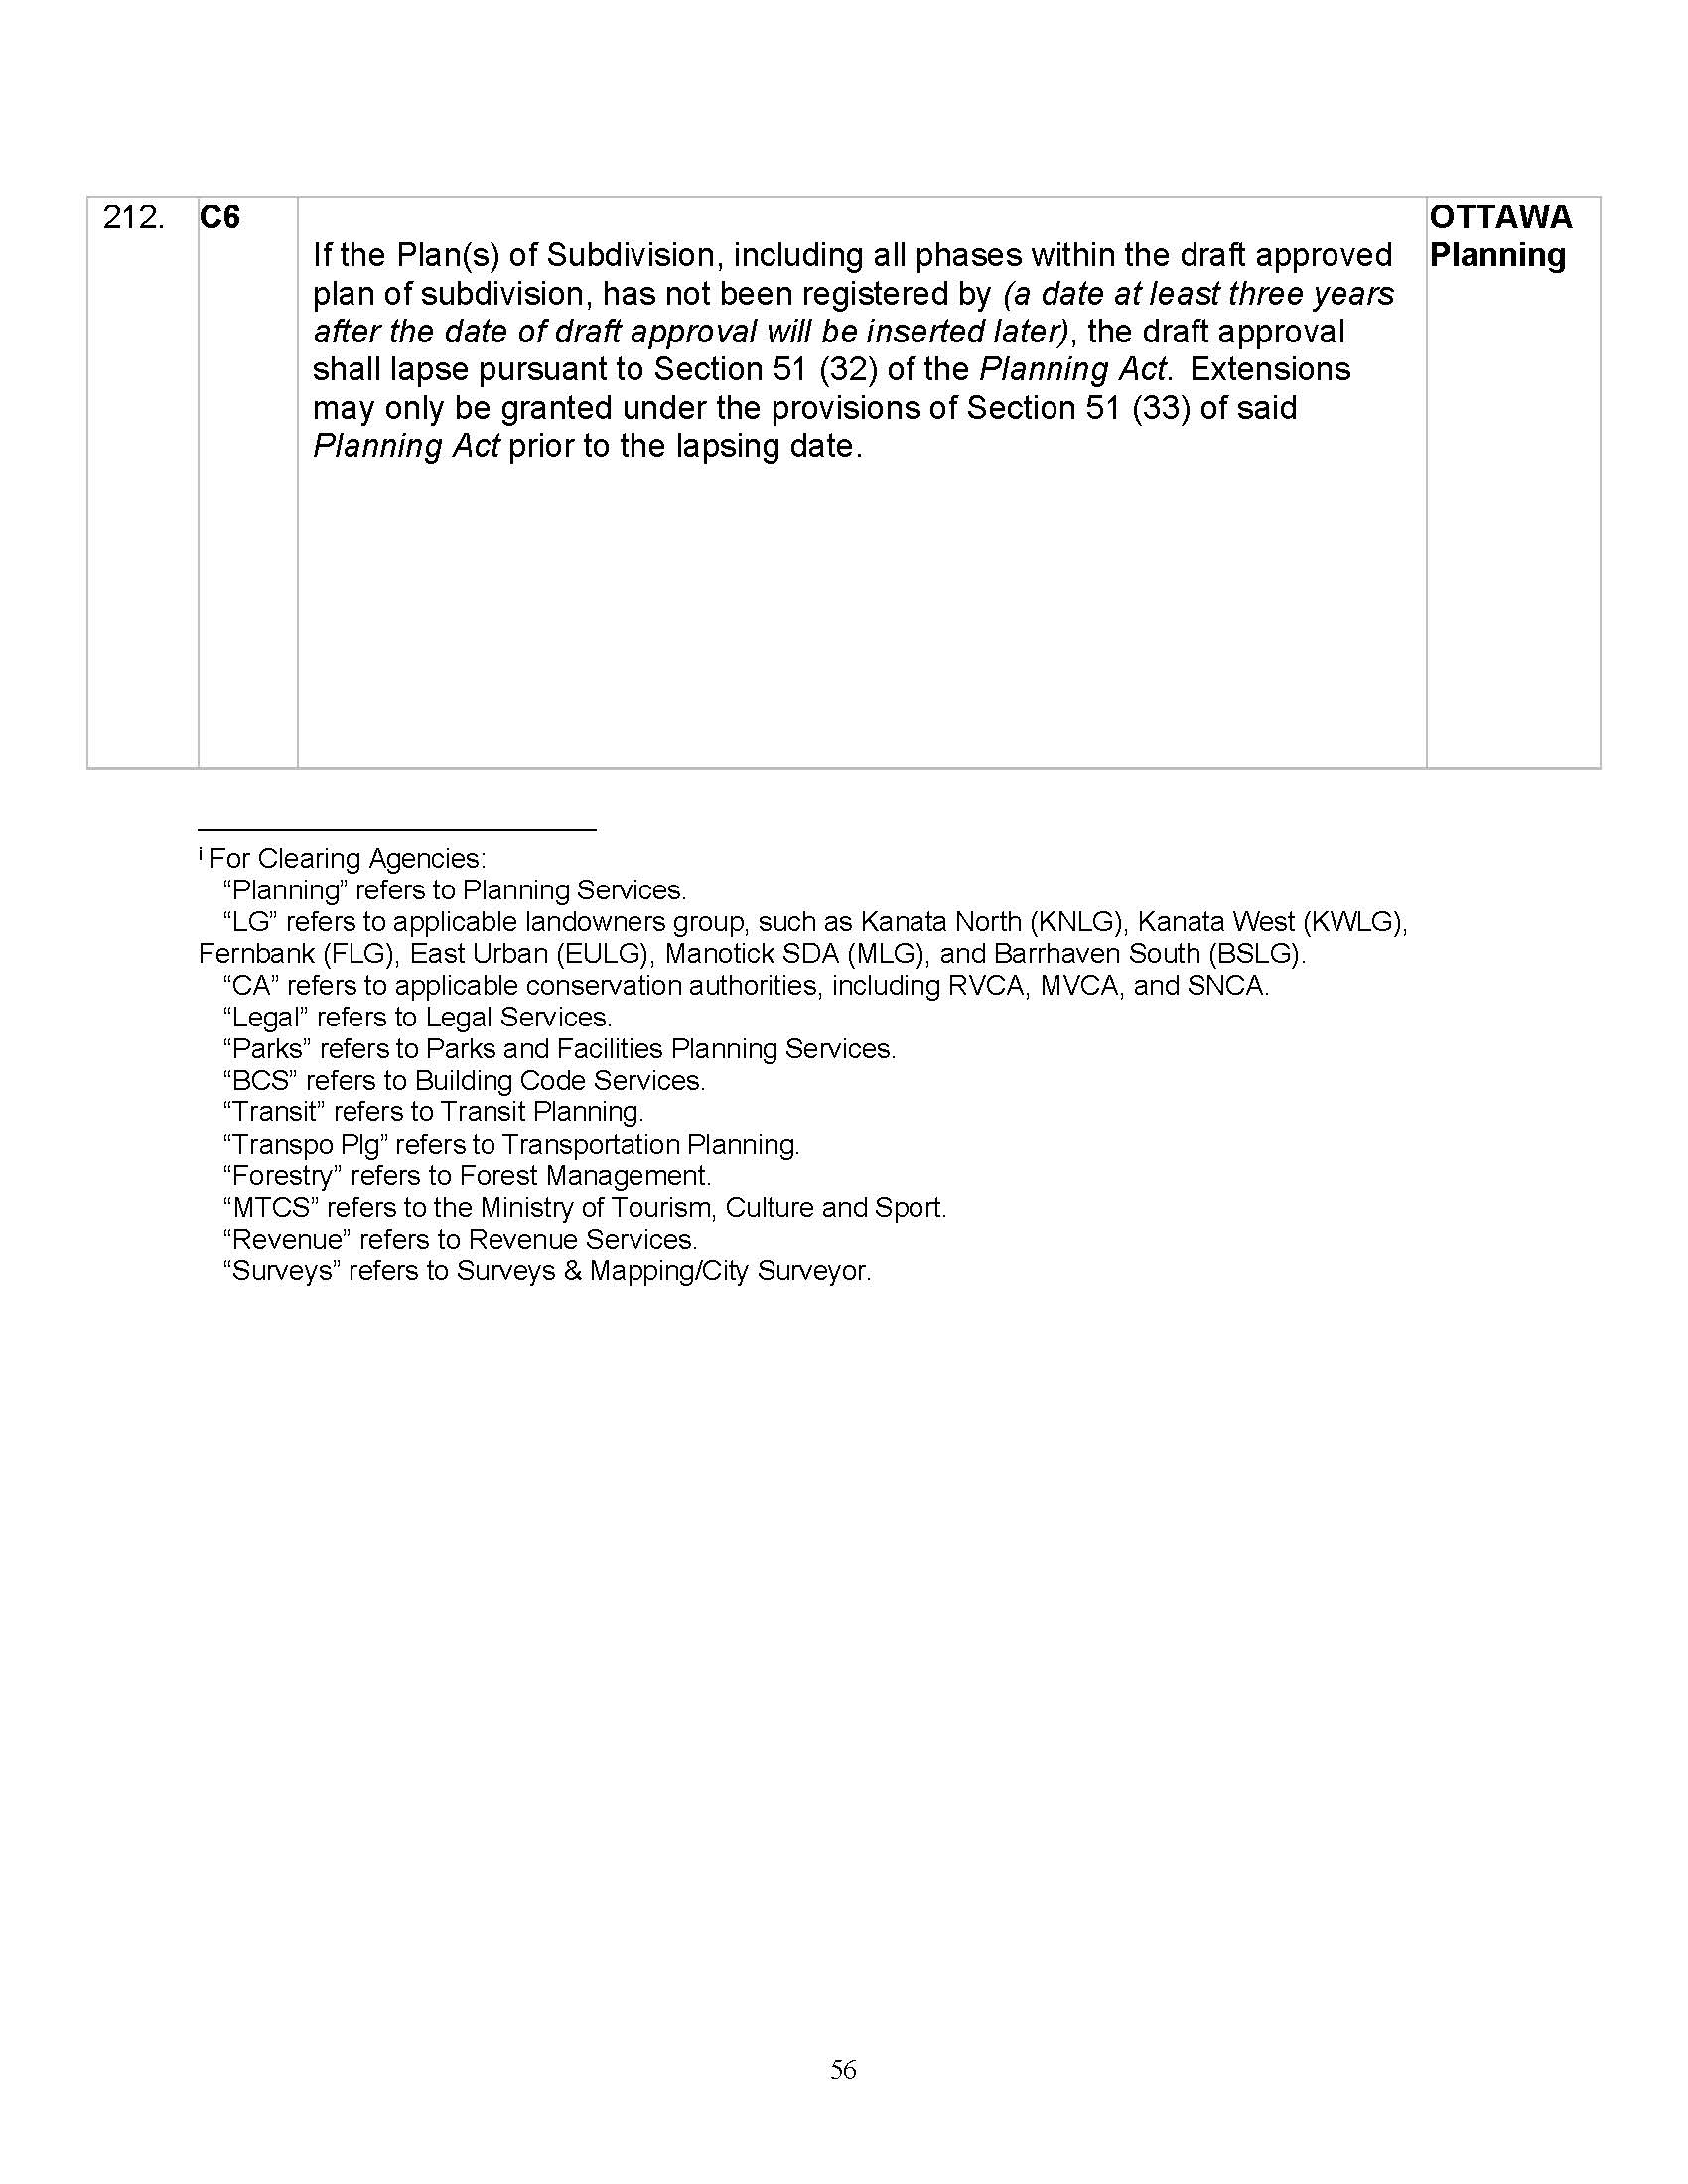 212.
C6
If the Plan(s) of Subdivision, including all phases within the draft approved
plan of subdivision, has not been registered by (a date at least three years
after the date of draft approval will be inserted later), the draft approval
shall lapse pursuant to Section 51 (32) of the Planning Act.  Extensions
may only be granted under the provisions of Section 51 (33) of said
Planning Act prior to the lapsing date.
OTTAWA
Planning
i For Clearing Agencies:
“Planning” refers to Planning Services.
“LG” refers to applicable landowners group, such as Kanata North (KNLG), Kanata West (KWLG),
Fernbank (FLG), East Urban (EULG), Manotick SDA (MLG), and Barrhaven South (BSLG).
“CA” refers to applicable conservation authorities, including RVCA, MVCA, and SNCA.
“Legal” refers to Legal Services.
“Parks” refers to Parks and Facilities Planning Services.
“BCS” refers to Building Code Services.
“Transit” refers to Transit Planning.
“Transpo Plg” refers to Transportation Planning.
“Forestry” refers to Forest Management.
“MTCS” refers to the Ministry of Tourism, Culture and Sport.
“Revenue” refers to Revenue Services.
“Surveys” refers to Surveys & Mapping/City Surveyor.
56